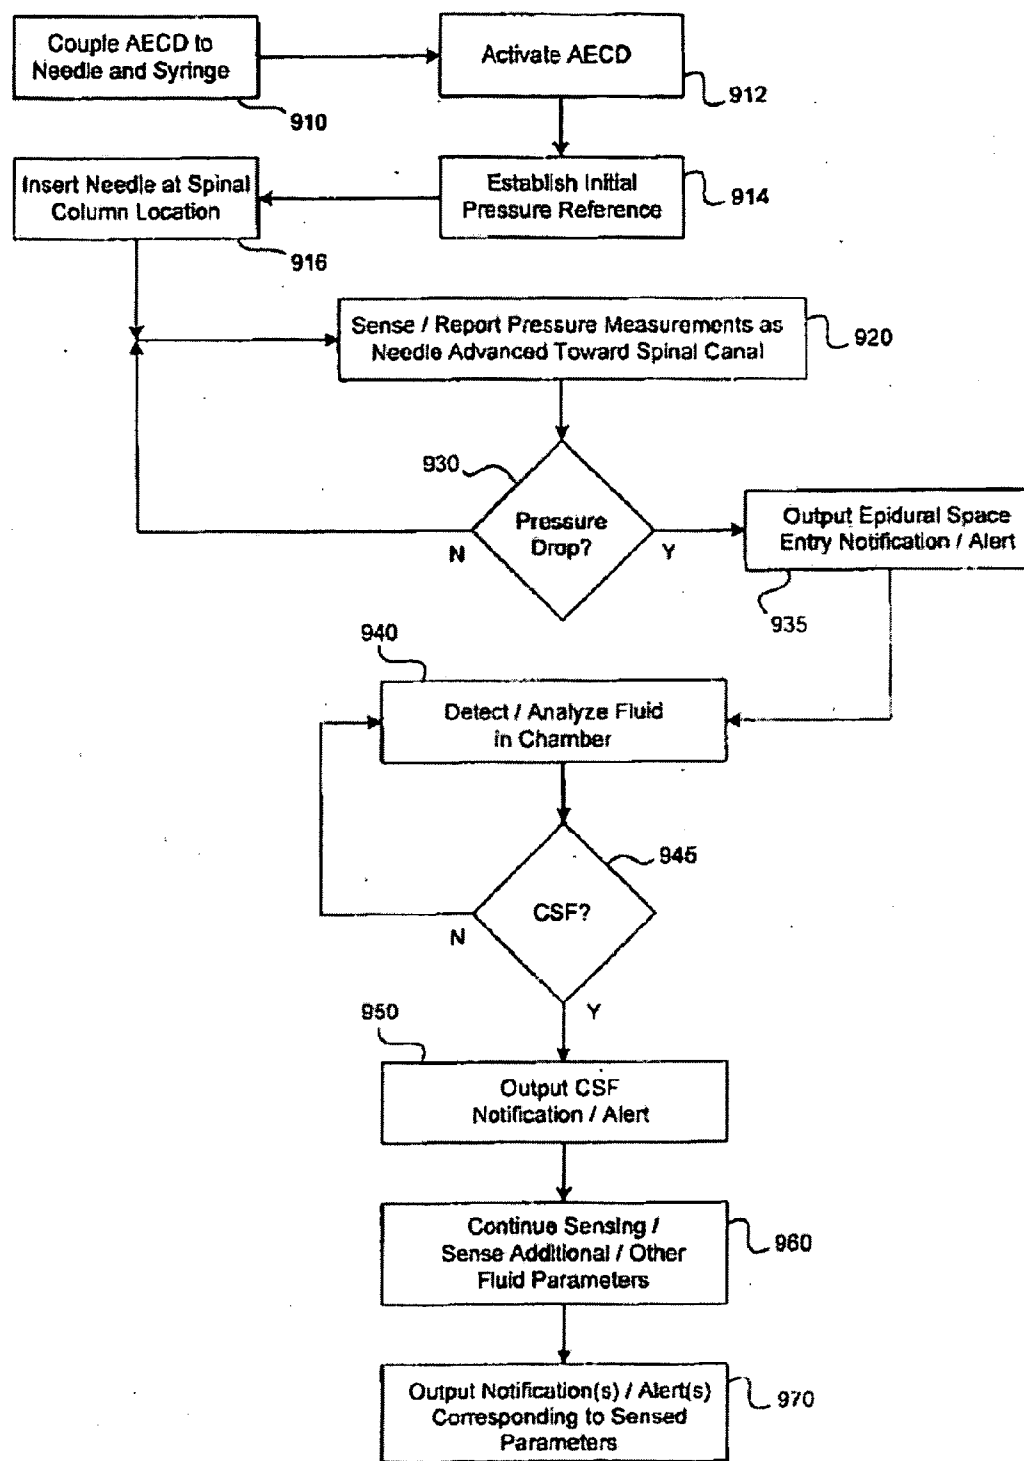 Couple AECD to
Needle and Syringe
910
Activate AECD
912
Insert Needle at Spinal
Column Location
916
Establish Initial
Pressure Reference
914
Sense / Report Pressure Measurements as
Needle Advanced Toward Spinal Canal
920
930
Pressure
Drop?
N
Y
Output Epidural Space
Entry Notification / Alert
935
940
Detect / Analyze Fluid
in Chamber
945
CSF?
N
Y
950
Output CSF
Notification / Alert
Continue Sensing /
Sense Additional / Other
Fluid Parameters
960
Output Notification(s) / Alert(s)
Corresponding to Sensed
Parameters
970